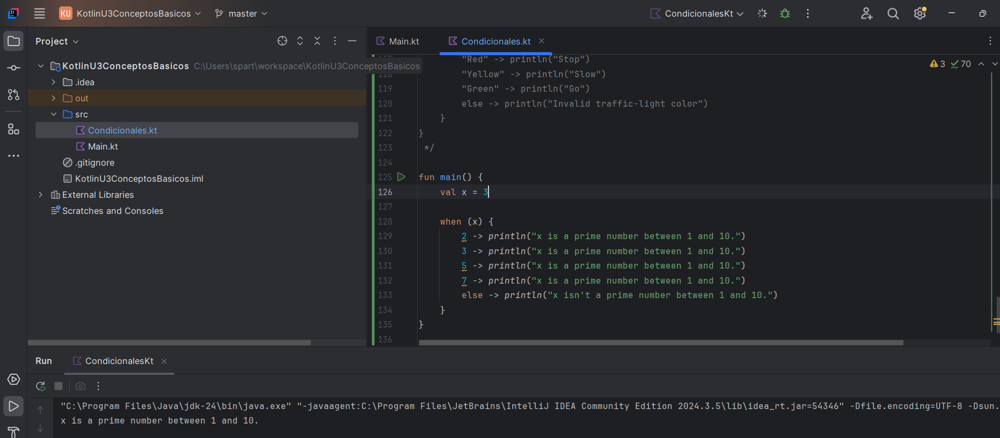 KU KotlinU3ConceptosBasicos master CondicionalesKt
Project
Main.kt Condicionales.kt
KotlinU3ConceptosBasicos C:\Users\spart\workspace\KotlinU3ConceptosBasicos
.idea
out
src
Condicionales.kt
Main.kt
.gitignore
KotlinU3ConceptosBasicos.iml
External Libraries
Scratches and Consoles
3 70
"Red" -> println("Stop")
118 "Yellow" -> println("Slow")
119 "Green" -> println("Go")
120 else -> println("Invalid traffic-light color")
121 }
122 }
123 */
124
125 fun main() {
126 val x = 3
127
128 when (x) {
129 2 -> println("x is a prime number between 1 and 10.")
130 3 -> println("x is a prime number between 1 and 10.")
131 5 -> println("x is a prime number between 1 and 10.")
132 7 -> println("x is a prime number between 1 and 10.")
133 else -> println("x isn't a prime number between 1 and 10.")
134 }
135 }
136
Run CondicionalesKt
"C:\Program Files\Java\jdk-24\bin\java.exe" "-javaagent:C:\Program Files\JetBrains\IntelliJ IDEA Community Edition 2024.3.5\lib\idea_rt.jar=54346" -Dfile.encoding=UTF-8 -Dsun.
x is a prime number between 1 and 10.